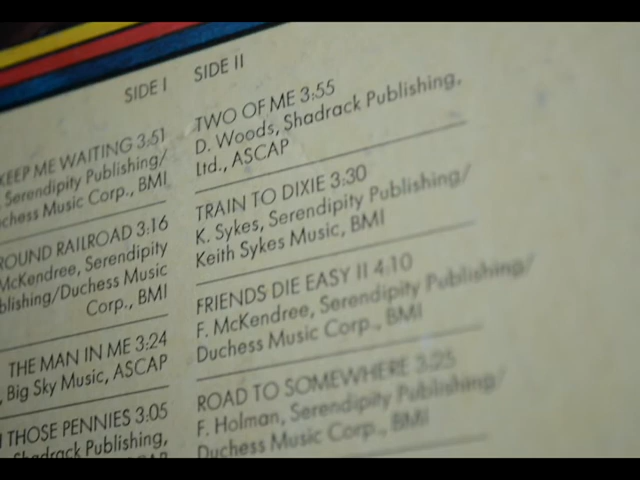 SIDE I
KEEP ME WAITING 3:51
Serendipity Publishing/
Duchess Music Corp., BMI
ROUND RAILROAD 3:16
McKendree, Serendipity
blishing/Duchess Music
Corp., BMI
THE MAN IN ME 3:24
, Big Sky Music, ASCAP
THOSE PENNIES 3:05
Shadrack Publishing,
SIDE II
TWO OF ME 3:55
D. Woods, Shadrack Publishing,
Ltd., ASCAP
TRAIN TO DIXIE 3:30
K. Sykes, Serendipity Publishing/
Keith Sykes Music, BMI
FRIENDS DIE EASY II 4:10
F. McKendree, Serendipity Publishing/
Duchess Music Corp., BMI
ROAD TO SOMEWHERE 3:25
F. Holman, Serendipity Publishing/
Duchess Music Corp., BMI